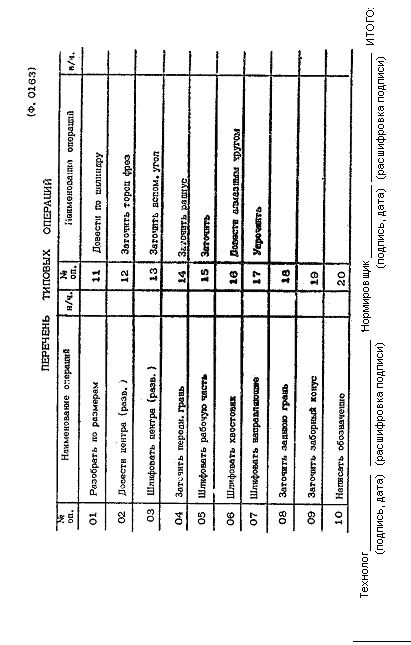 (Ф. 0163)
ПЕРЕЧЕНЬ ТИПОВЫХ ОПЕРАЦИЙ
№ оп. Наименование операций н/ч. № оп. Наименование операций н/ч.
01 Разобрать по размерам 11 Довести по цилиндру
02 Довести центра (разв.) 12 Заточить торец фрез
03 Шлифовать центра (разв.) 13 Заточить вспом. угол
04 Заточить передн. грань 14 Заточить радиус
05 Шлифовать рабочую часть 15 Заточить
06 Шлифовать хвостовик 16 Довести алмазным кругом
07 Шлифовать направляющие 17 Упрочнить
08 Заточить заднюю грань 18
09 Заточить заборный конус 19
10 Написать обозначение 20
Технолог Нормировщик ИТОГО:
(подпись, дата) (расшифровка подписи) (подпись, дата) (расшифровка подписи)